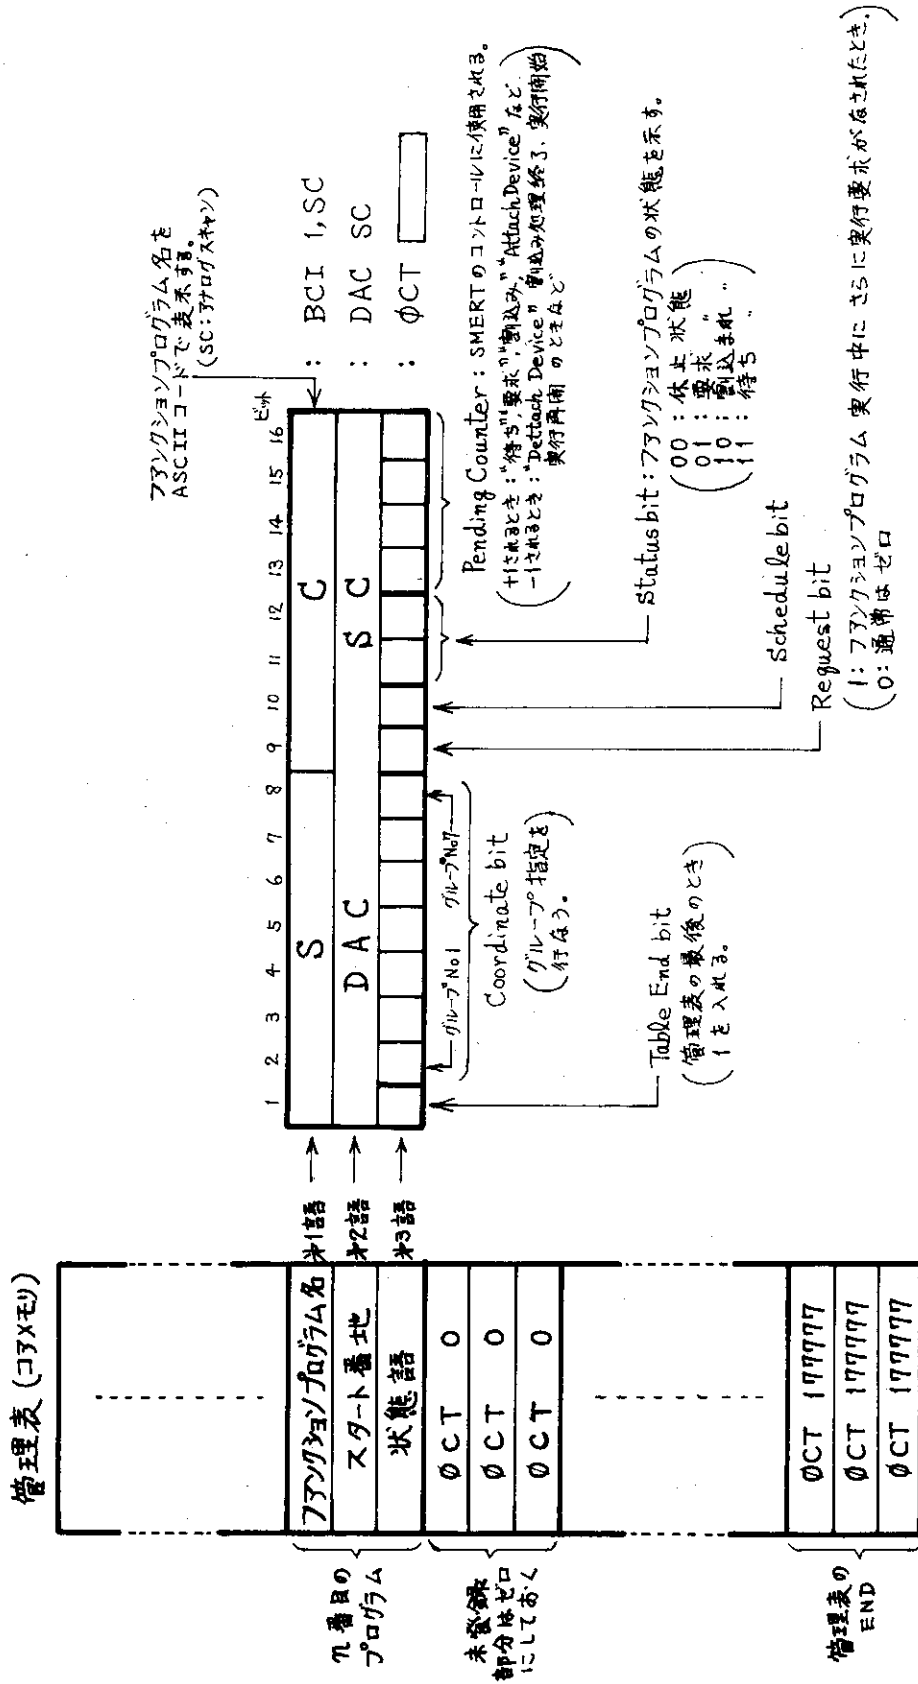 管理表 (コアメモリ)
n番目の
プログラム
ファンクションプログラム名
スタート番地
状態語
未登録
部分はゼロ
にしておく
ØCT 0
ØCT 0
ØCT 0
管理表の
END
ØCT 177777
ØCT 177777
ØCT 177777
第1語
第2語
第3語
ファンクションプログラム名を
ASCIIコードで表示する。
(SC:アナログスキャン)
1 2 3 4 5 6 7 8 9 10 11 12 13 14 15 16 ビット
S C
DAC SC
: BCI 1,SC
: DAC SC
: ØCT
グループNo1 グループNo7
Coordinate bit
(グループ指定を
行なう。)
Table End bit
(管理表の最後のとき
1を入れる。)
Pending Counter : SMERTのコントロールに使用される。
(+1されるとき:"待ち","要求","割込み","Attach Device"など
-1されるとき:"Dettach Device" 割込み処理終了、実行開始
実行再開のときなど)
Status bit : ファンクションプログラムの状態を示す。
(00:休止状態
01:要求 〃
10:割込まれ 〃
11:待ち 〃)
Schedule bit
Request bit
(1:ファンクションプログラム実行中にさらに実行要求がなされたとき。
0:通常はゼロ)